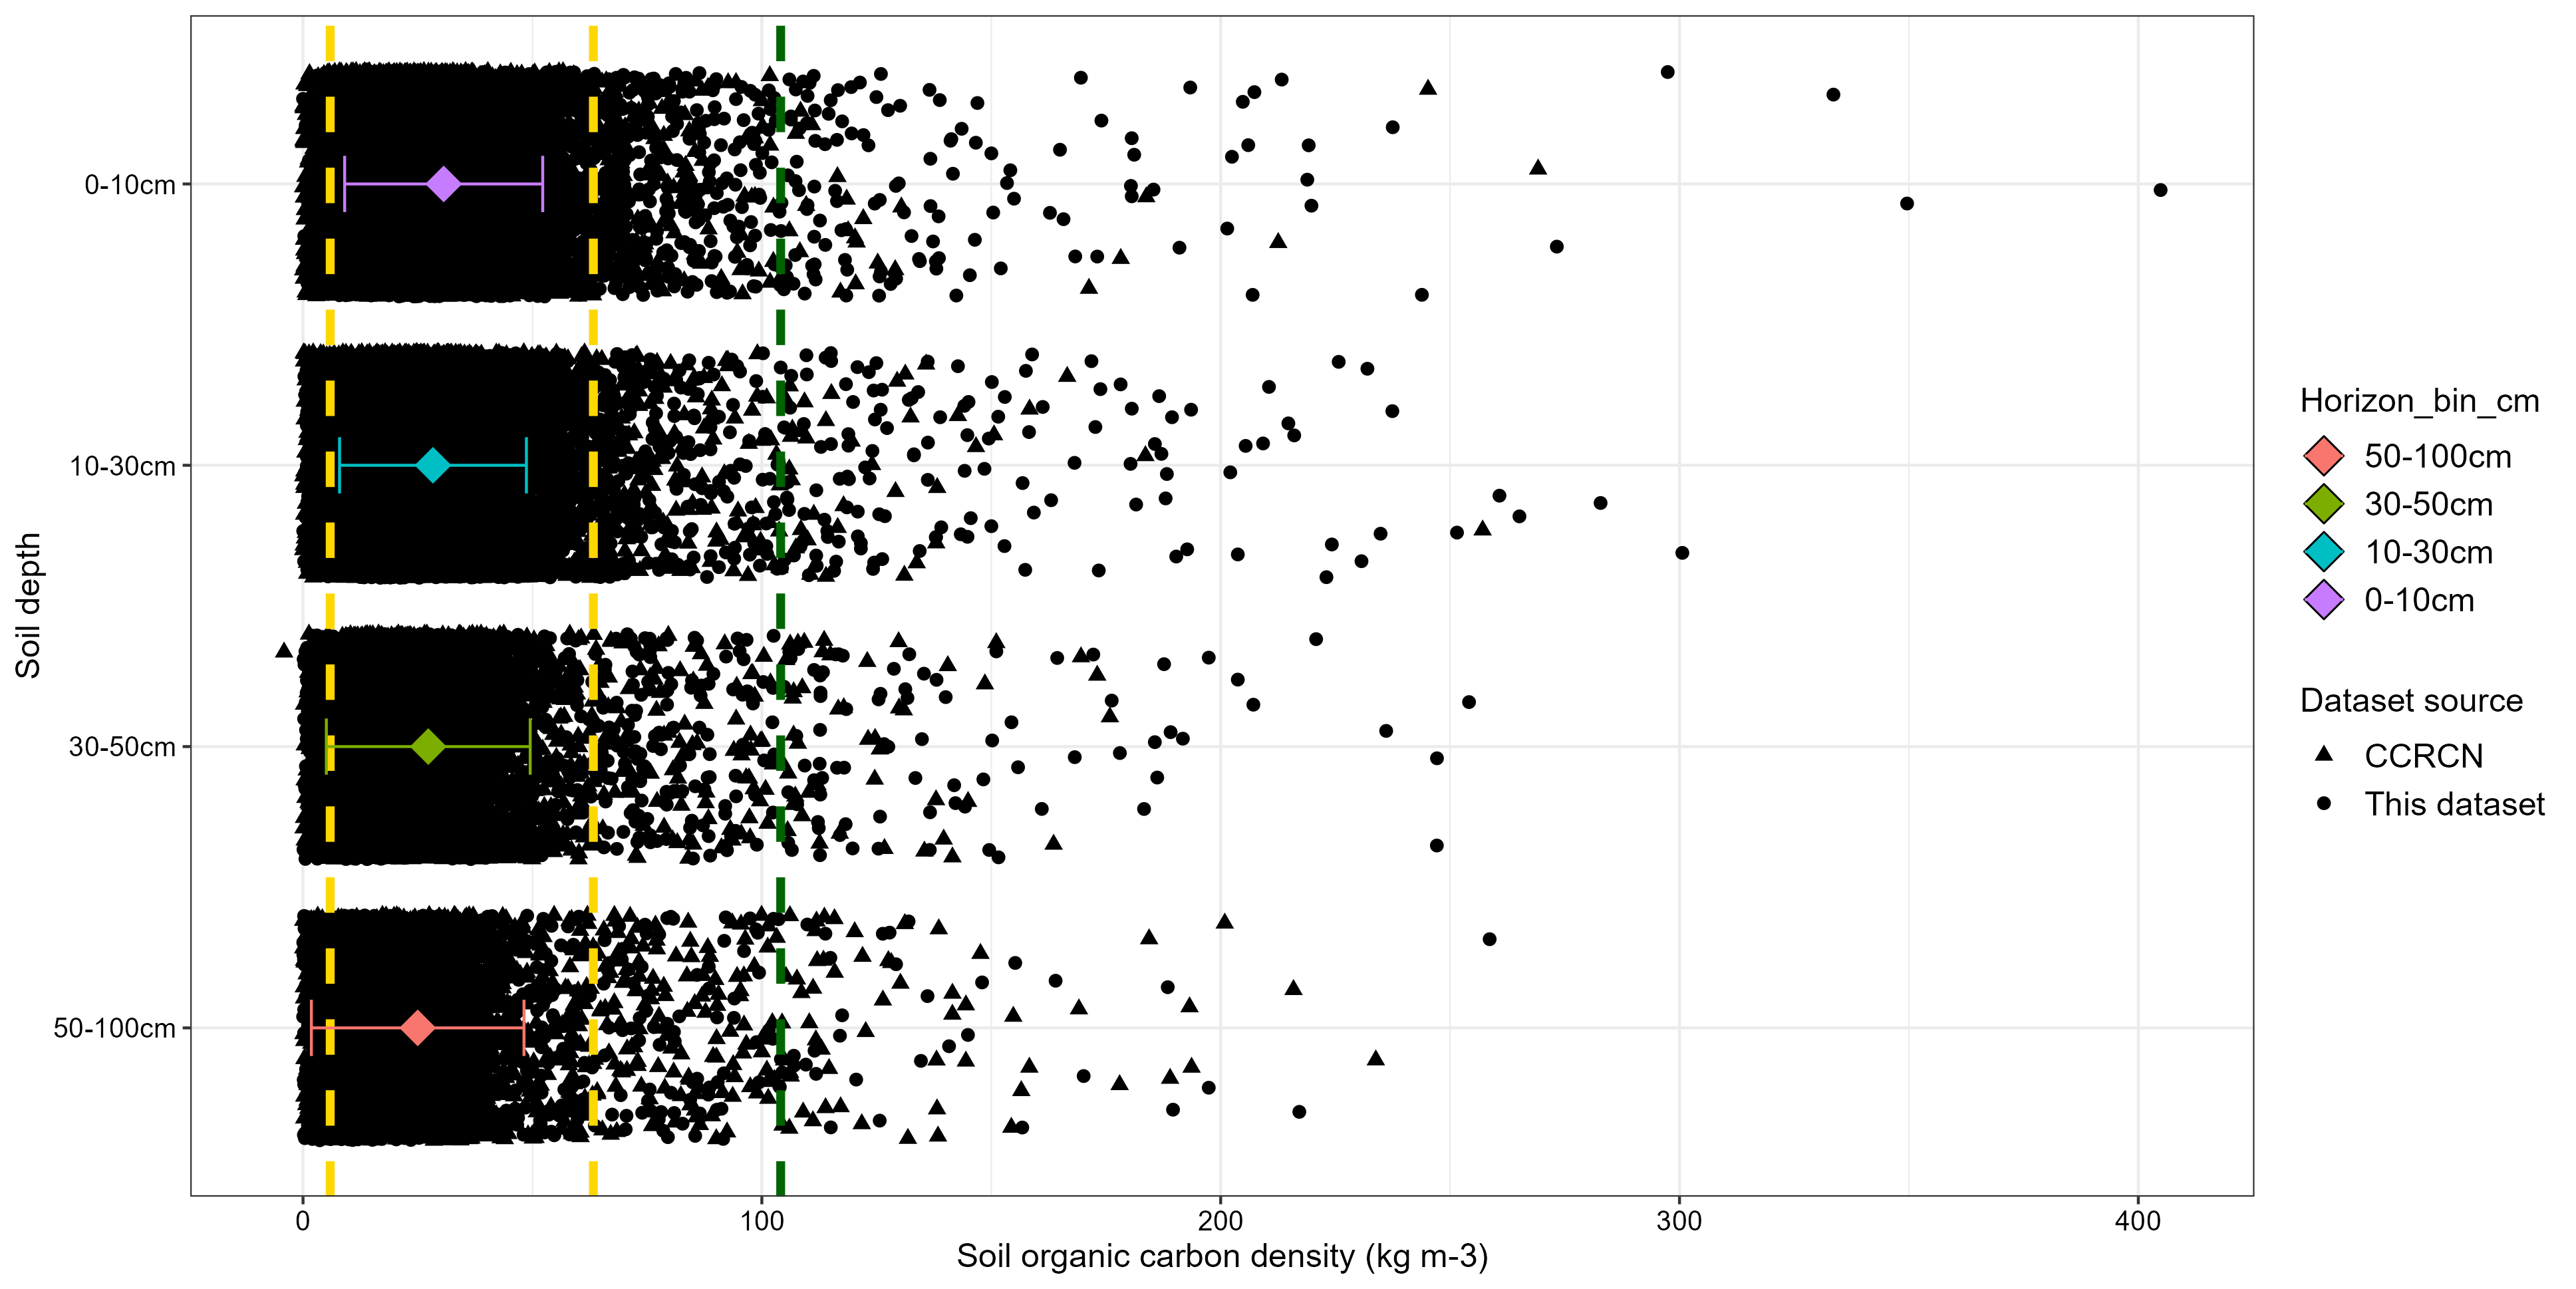 Soil depth
0-10cm
10-30cm
30-50cm
50-100cm
0
100
200
300
400
Soil organic carbon density (kg m-3)
Horizon_bin_cm
50-100cm
30-50cm
10-30cm
0-10cm
Dataset source
CCRCN
This dataset